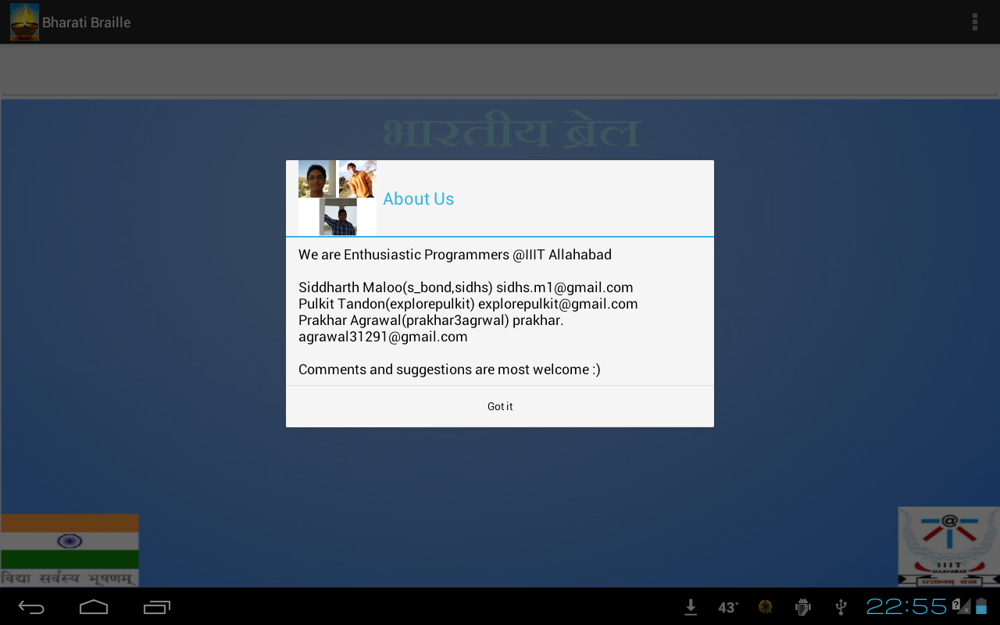 Bharati Braille
भारतीय ब्रेल
About Us
We are Enthusiastic Programmers @IIIT Allahabad
Siddharth Maloo(s_bond,sidhs) sidhs.m1@gmail.com
Pulkit Tandon(explorepulkit) explorepulkit@gmail.com
Prakhar Agrawal(prakhar3agrwal) prakhar.
agrawal31291@gmail.com
Comments and suggestions are most welcome :)
Got it
विद्या सर्वस्य भूषणम्
IIIT
ALLAHABAD
43°
22:55